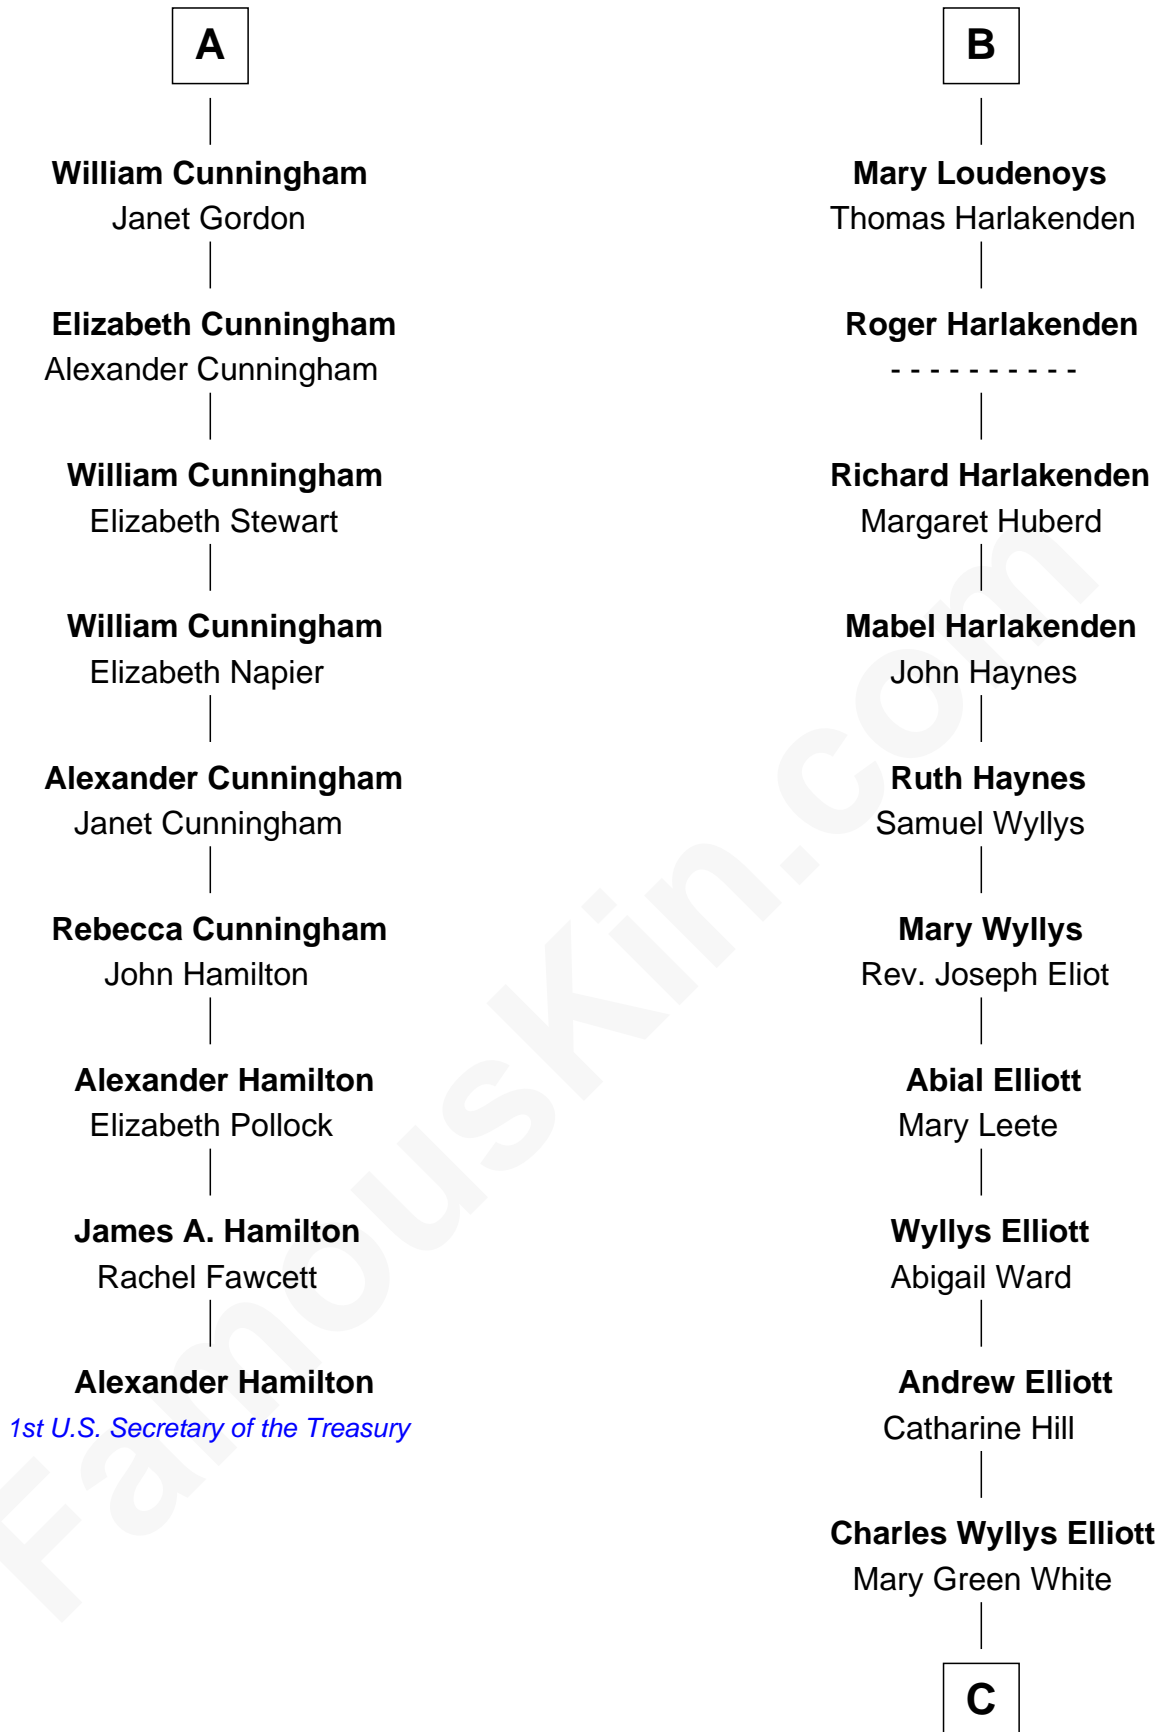 A
William Cunningham
Janet Gordon
Elizabeth Cunningham
Alexander Cunningham
William Cunningham
Elizabeth Stewart
William Cunningham
Elizabeth Napier
Alexander Cunningham
Janet Cunningham
Rebecca Cunningham
John Hamilton
Alexander Hamilton
Elizabeth Pollock
James A. Hamilton
Rachel Fawcett
Alexander Hamilton
1st U.S. Secretary of the Treasury
B
Mary Loudenoys
Thomas Harlakenden
Roger Harlakenden
- - - - - - - - - -
Richard Harlakenden
Margaret Huberd
Mabel Harlakenden
John Haynes
Ruth Haynes
Samuel Wyllys
Mary Wyllys
Rev. Joseph Eliot
Abial Elliott
Mary Leete
Wyllys Elliott
Abigail Ward
Andrew Elliott
Catharine Hill
Charles Wyllys Elliott
Mary Green White
C
FamousKin.com